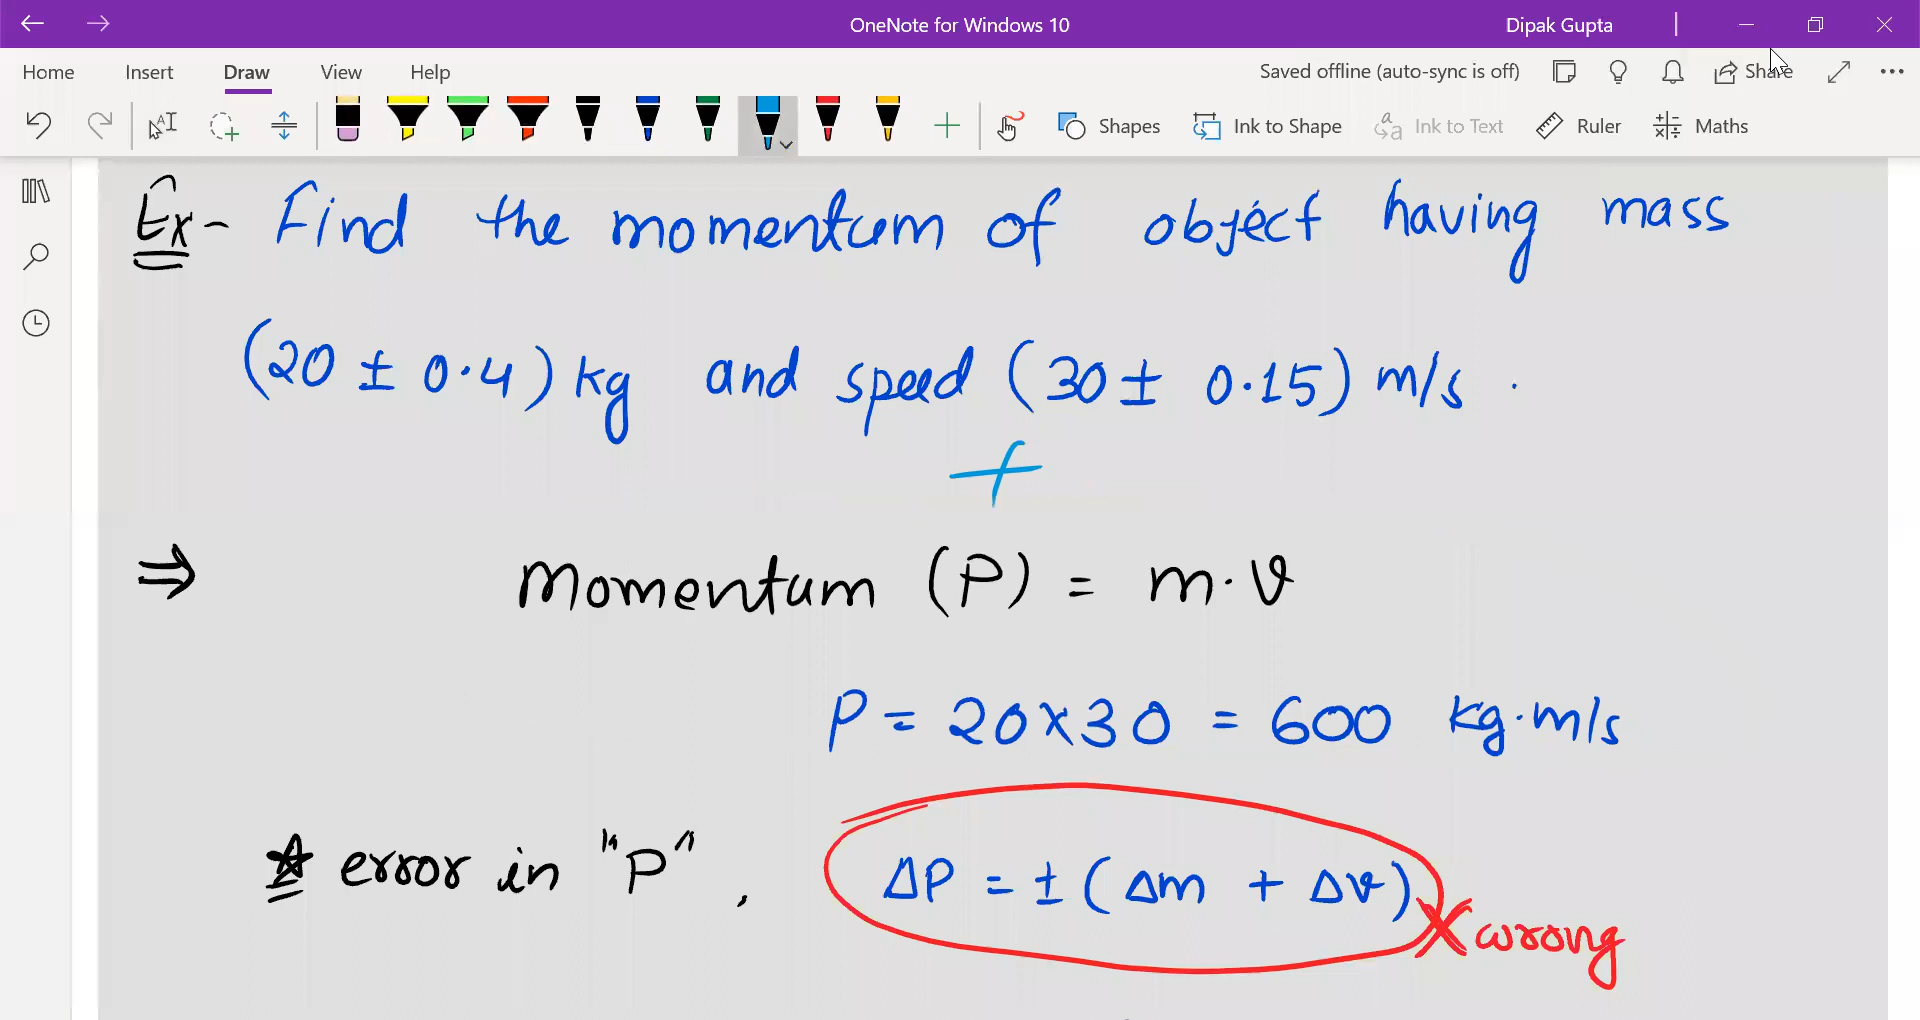 OneNote for Windows 10
Dipak Gupta
Home Insert Draw View Help
Saved offline (auto-sync is off) Share
Shapes Ink to Shape Ink to Text Ruler Maths
Ex- Find the momentum of object having mass
(20 ± 0.4) kg and speed (30 ± 0.15) m/s .
+
⇒ Momentum (P) = m.v
P = 20×30 = 600 kg.m/s
* error in "P" , ΔP = ± (Δm + Δv) X wrong